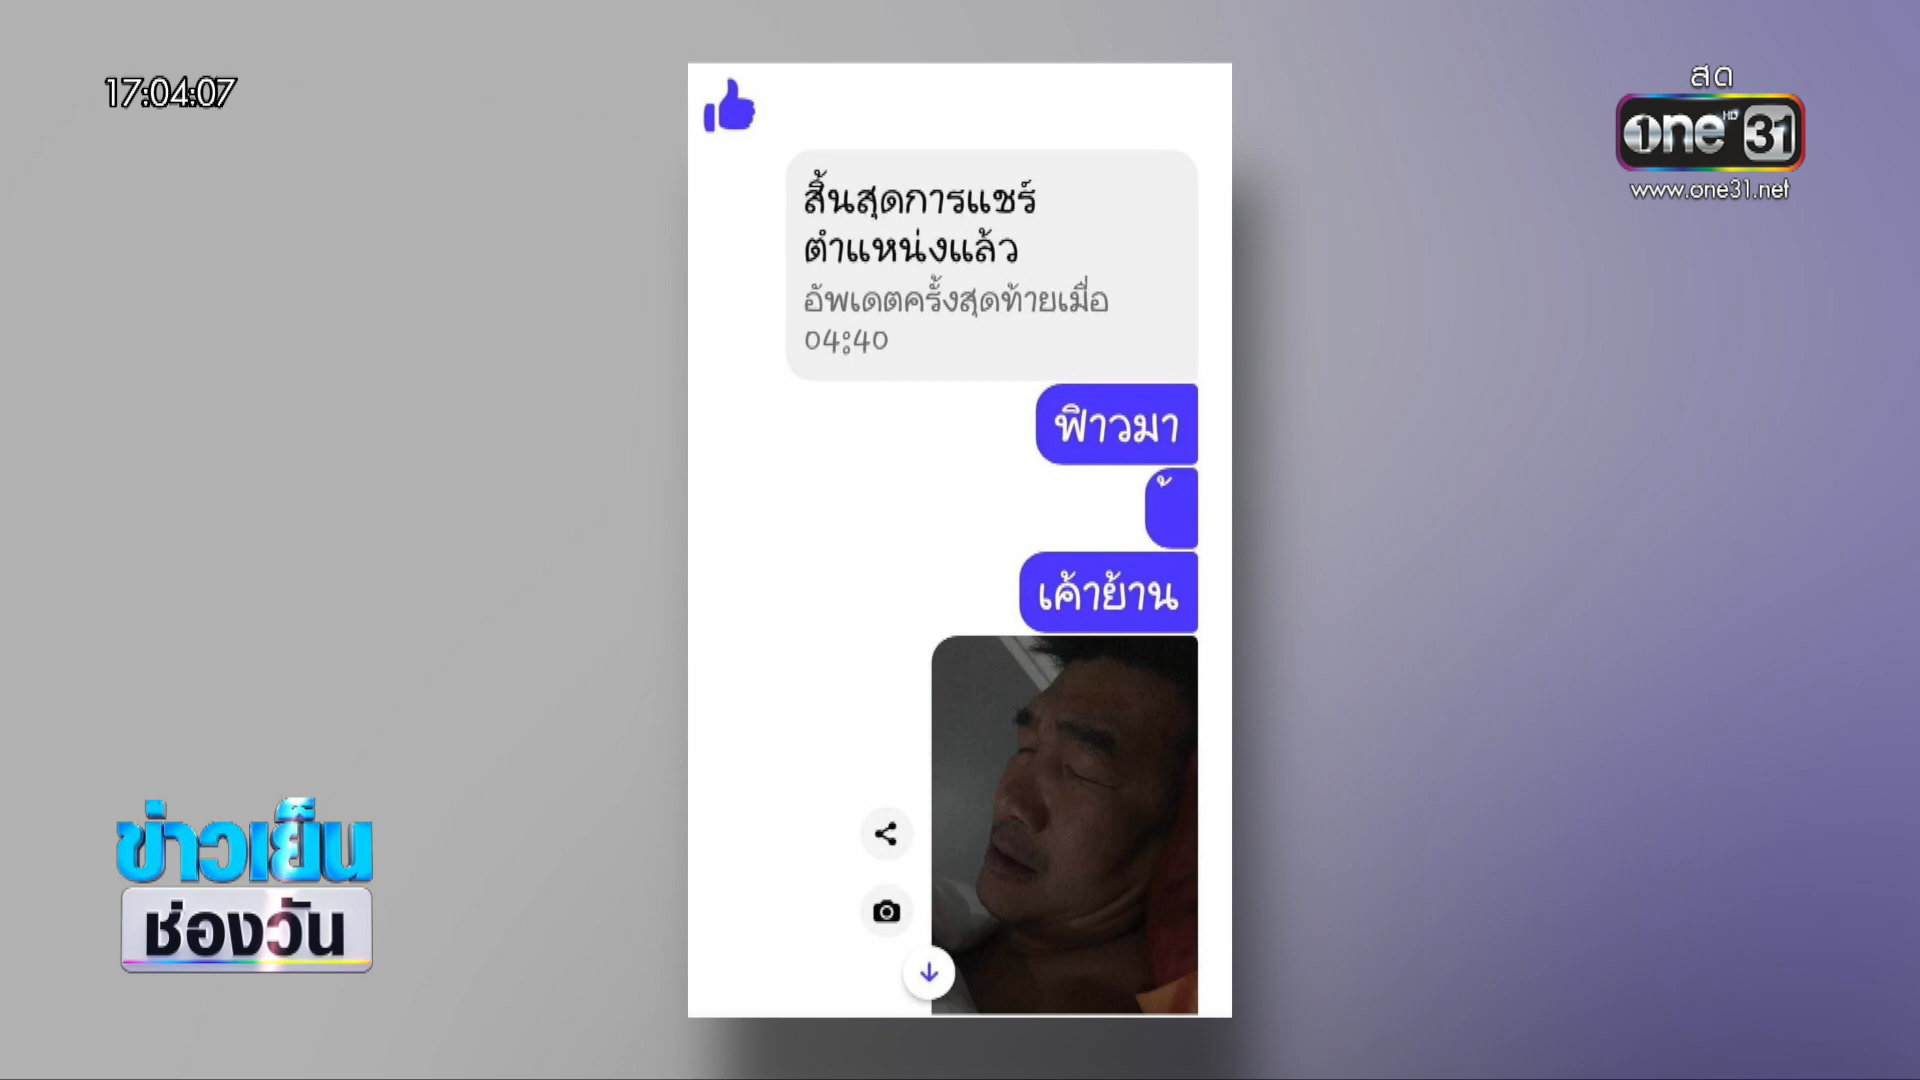 17:04:07
สด
one HD 31
www.one31.net
สิ้นสุดการแชร์
ตำแหน่งแล้ว
อัพเดตครั้งสุดท้ายเมื่อ
04:40
ฟิาวมา
้
เค้าย้าน
ข่าวเย็น
ช่องวัน